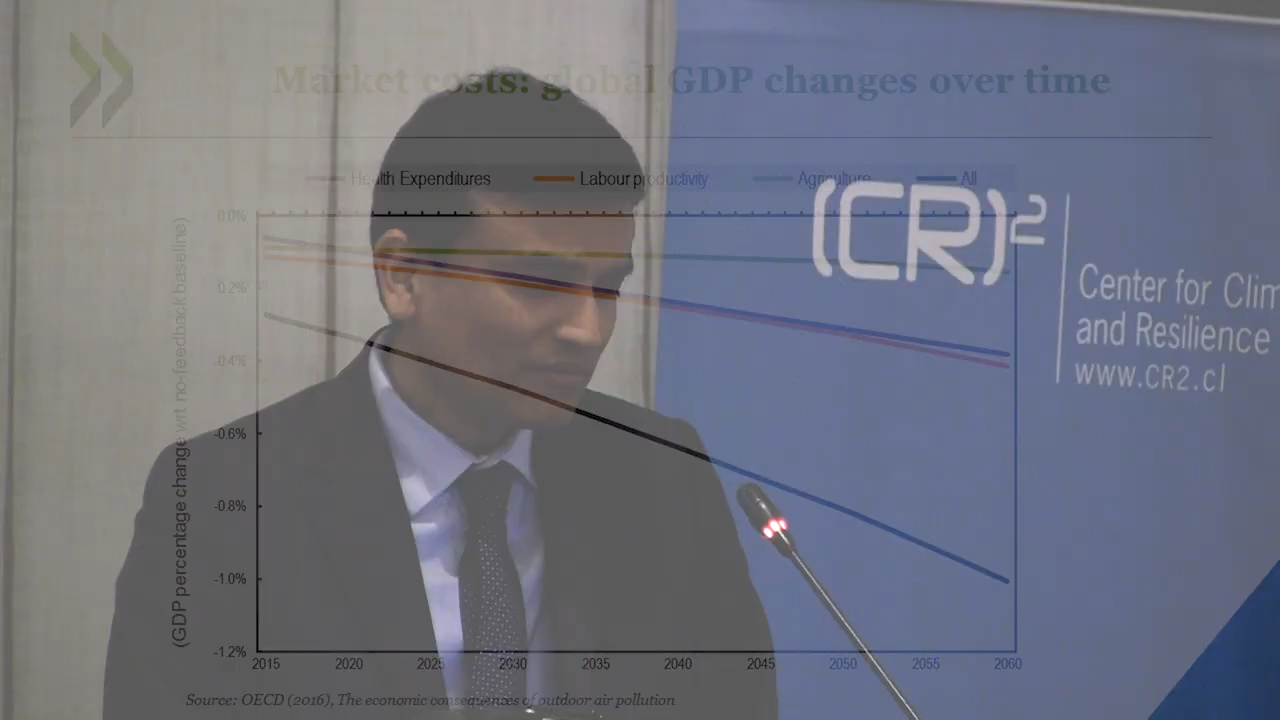 Market costs: global GDP changes over time
Health Expenditures Labour productivity Agriculture All
(GDP percentage change wrt no-feedback baseline)
0.0%
0.2%
-0.4%
-0.6%
-0.8%
-1.0%
-1.2%
2015 2020 2025 2030 2035 2040 2045 2050 2055 2060
Source: OECD (2016), The economic consequences of outdoor air pollution
(CR)2
Center for Clim
and Resilience
www.CR2.cl